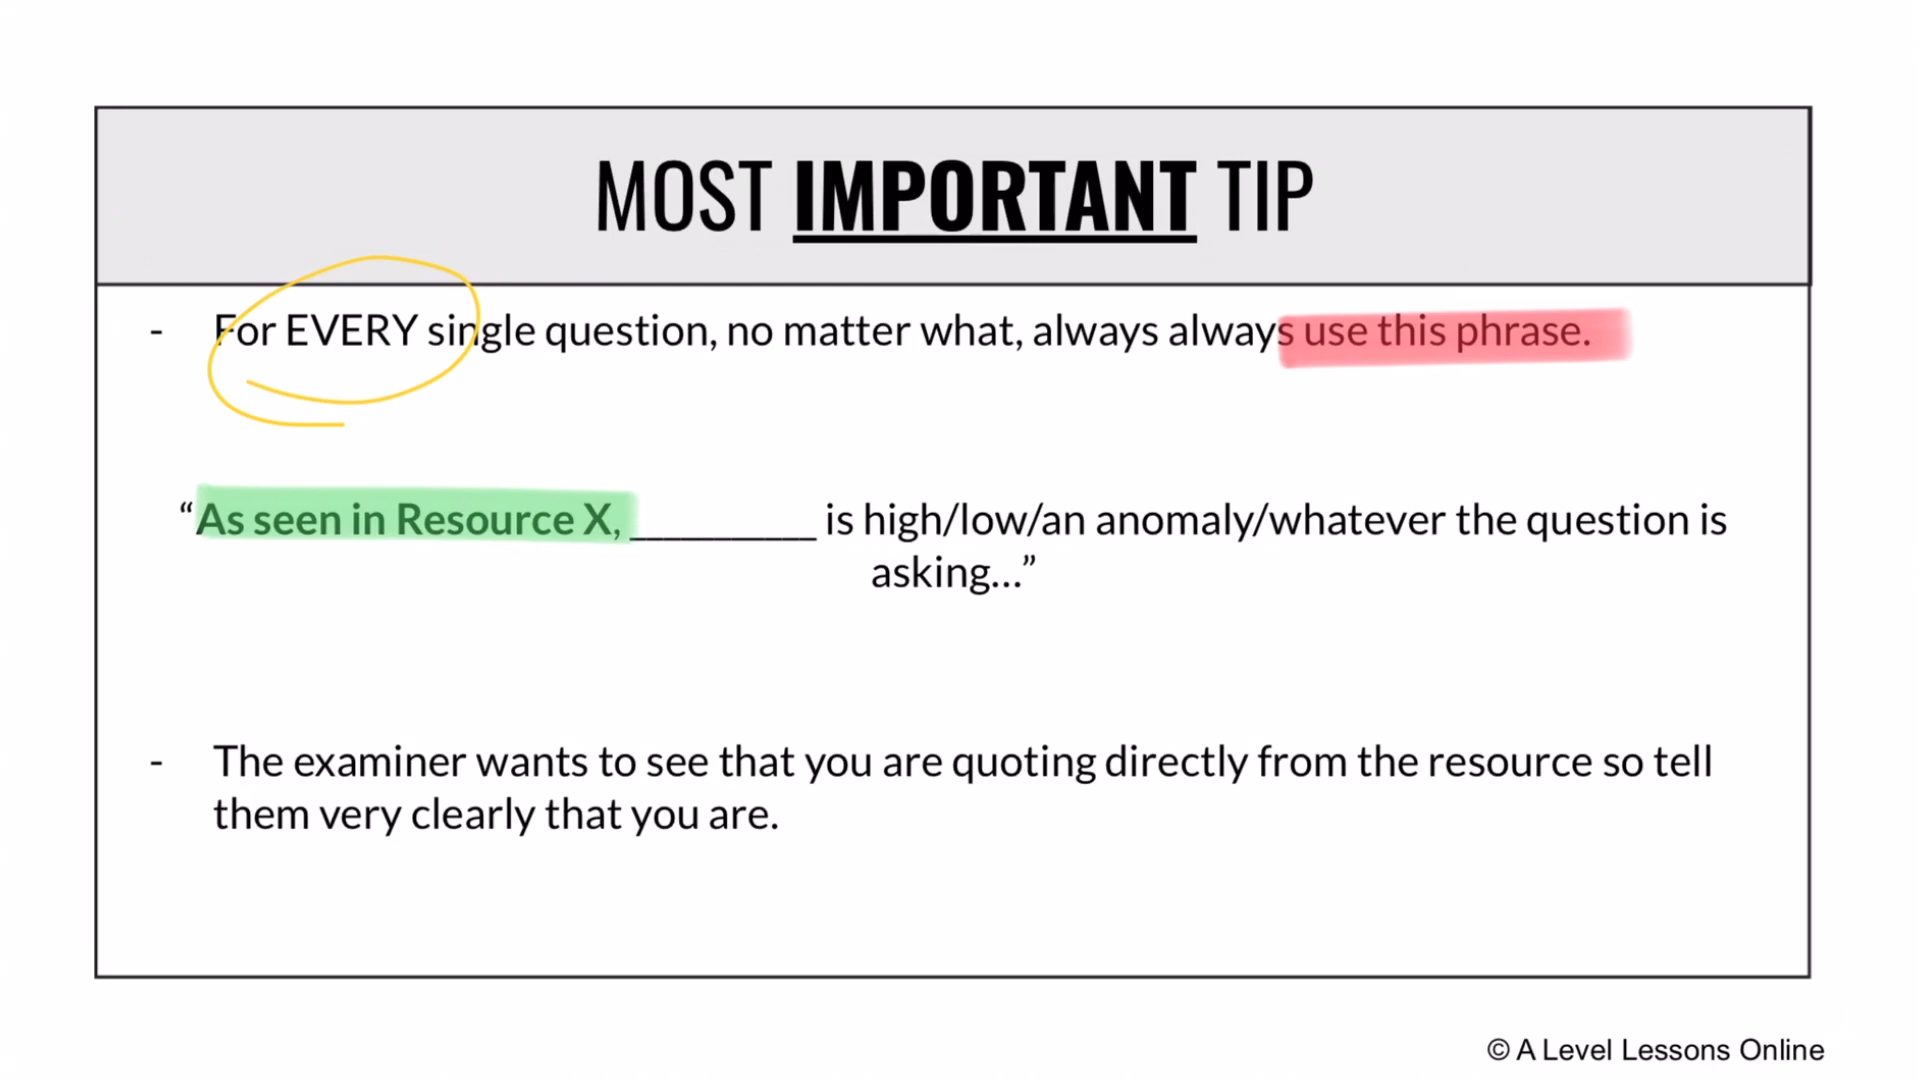 MOST IMPORTANT TIP
- For EVERY single question, no matter what, always always use this phrase.
“As seen in Resource X, _________ is high/low/an anomaly/whatever the question is
asking...”
- The examiner wants to see that you are quoting directly from the resource so tell
them very clearly that you are.
© A Level Lessons Online